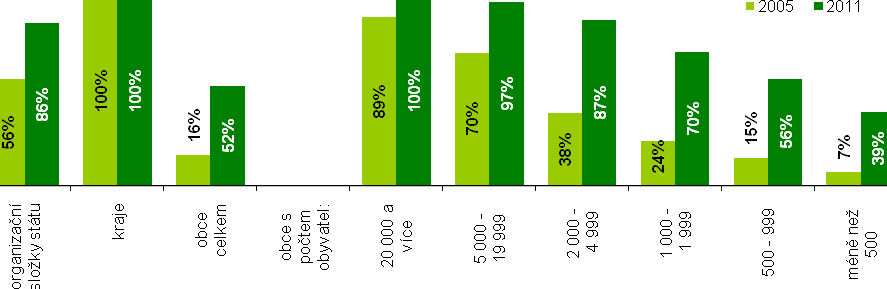 2005 2011
56% 86%
100% 100%
16% 52%
89% 100%
70% 97%
38% 87%
24% 70%
15% 56%
7% 39%
organizační
složky státu
kraje
obce
celkem
obce s
počtem
obyvatel:
20 000 a
více
5 000 -
19 999
2 000 -
4 999
1 000 -
1 999
500 - 999
méně než
500